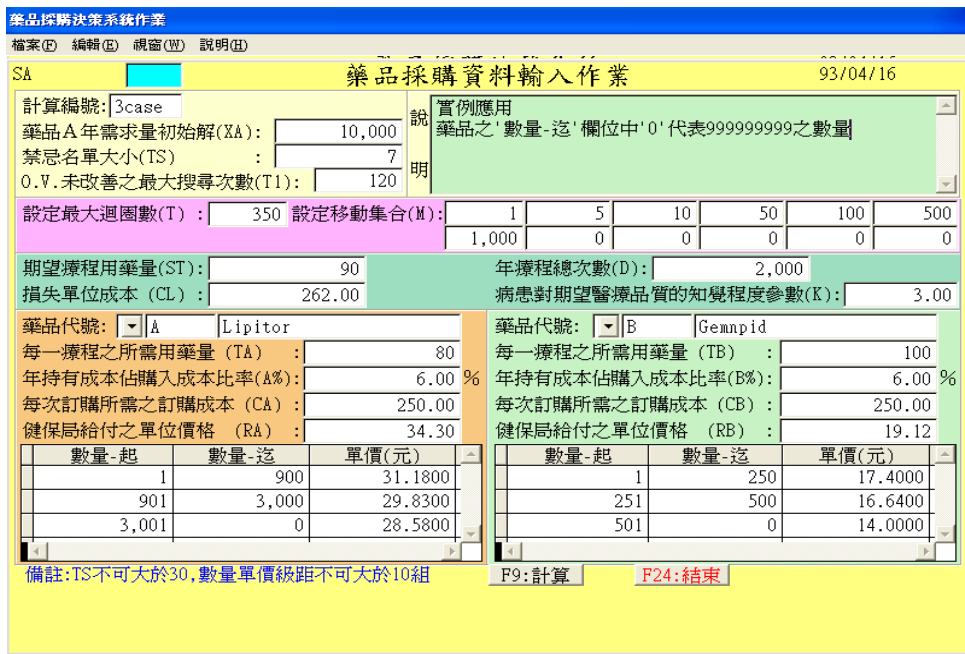 藥品採購決策系統作業
檔案(F) 編輯(E) 視窗(W) 說明(H)
SA 藥品採購資料輸入作業 93/04/16
計算編號: 3case
藥品A年需求量初始解(XA): 10,000
禁忌名單大小(TS) : 7
O.V.未改善之最大搜尋次數(T1): 120
說明
實例應用
藥品之'數量-迄'欄位中'0'代表999999999之數量
設定最大迴圈數(T) : 350 設定移動集合(M): 1 5 10 50 100 500
1,000 0 0 0 0 0
期望療程用藥量(ST): 90 年療程總次數(D): 2,000
損失單位成本 (CL) : 262.00 病患對期望醫療品質的知覺程度參數(K): 3.00
藥品代號: A Lipitor
每一療程之所需用藥量 (TA) : 80
年持有成本佔購入成本比率(A%): 6.00 %
每次訂購所需之訂購成本 (CA) : 250.00
健保局給付之單位價格 (RA) : 34.30
數量-起 數量-迄 單價(元)
1 900 31.1800
901 3,000 29.8300
3,001 0 28.5800
藥品代號: B Gemnpid
每一療程之所需用藥量 (TB) : 100
年持有成本佔購入成本比率(B%): 6.00 %
每次訂購所需之訂購成本 (CB) : 250.00
健保局給付之單位價格 (RB) : 19.12
數量-起 數量-迄 單價(元)
1 250 17.4000
251 500 16.6400
501 0 14.0000
備註:TS不可大於30,數量單價級距不可大於10組 F9:計算 F24:結束